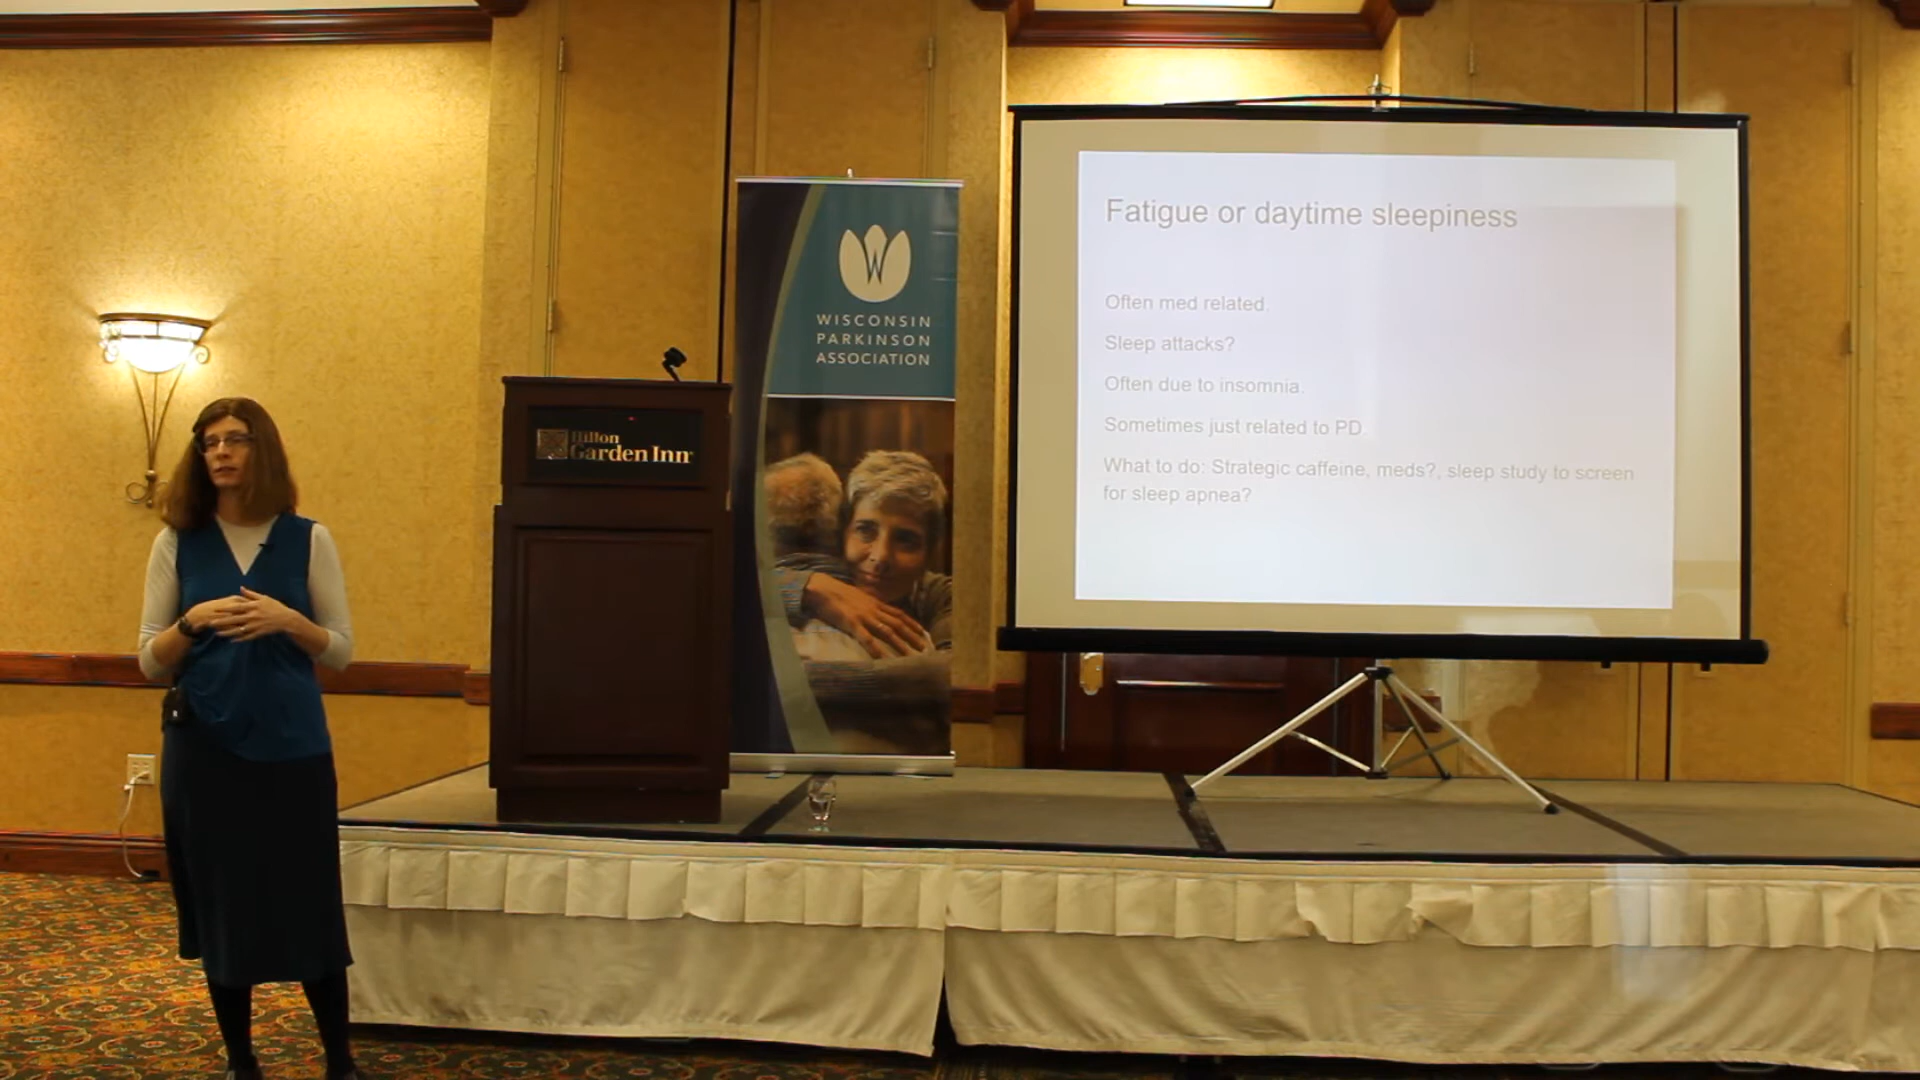 Hilton
Garden Inn
W
WISCONSIN
PARKINSON
ASSOCIATION
Fatigue or daytime sleepiness
Often med related.
Sleep attacks?
Often due to insomnia.
Sometimes just related to PD.
What to do: Strategic caffeine, meds?, sleep study to screen
for sleep apnea?